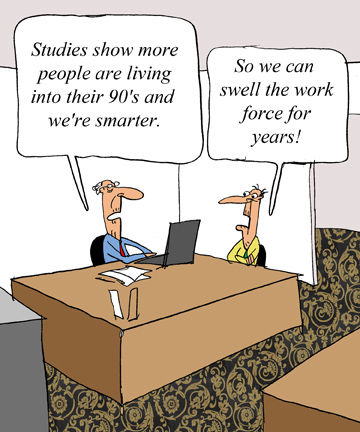 Studies show more
people are living
into their 90's and
we're smarter.
So we can
swell the work
force for
years!